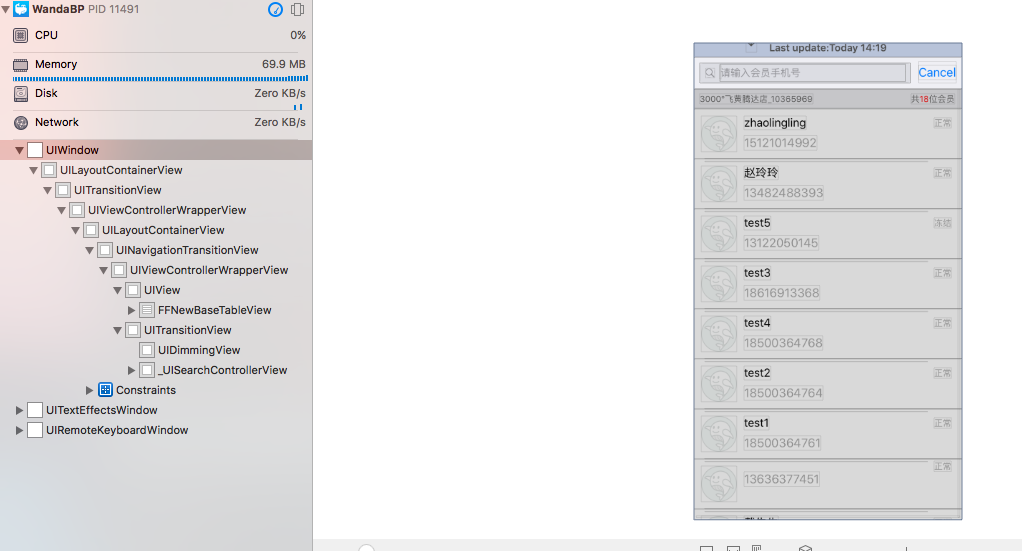 WandaBP PID 11491
CPU 0%
Memory 69.9 MB
Disk Zero KB/s
Network Zero KB/s
UIWindow
UILayoutContainerView
UITransitionView
UIViewControllerWrapperView
UILayoutContainerView
UINavigationTransitionView
UIViewControllerWrapperView
UIView
FFNewBaseTableView
UITransitionView
UIDimmingView
_UISearchControllerView
Constraints
UITextEffectsWindow
UIRemoteKeyboardWindow
Last update:Today 14:19
请输入会员手机号 Cancel
3000°飞黄腾达店_10365969 共18位会员
zhaolingling 正常
15121014992
赵玲玲 正常
13482488393
test5 冻结
13122050145
test3 正常
18616913368
test4 正常
18500364768
test2 正常
18500364764
test1 正常
18500364761
正常
13636377451